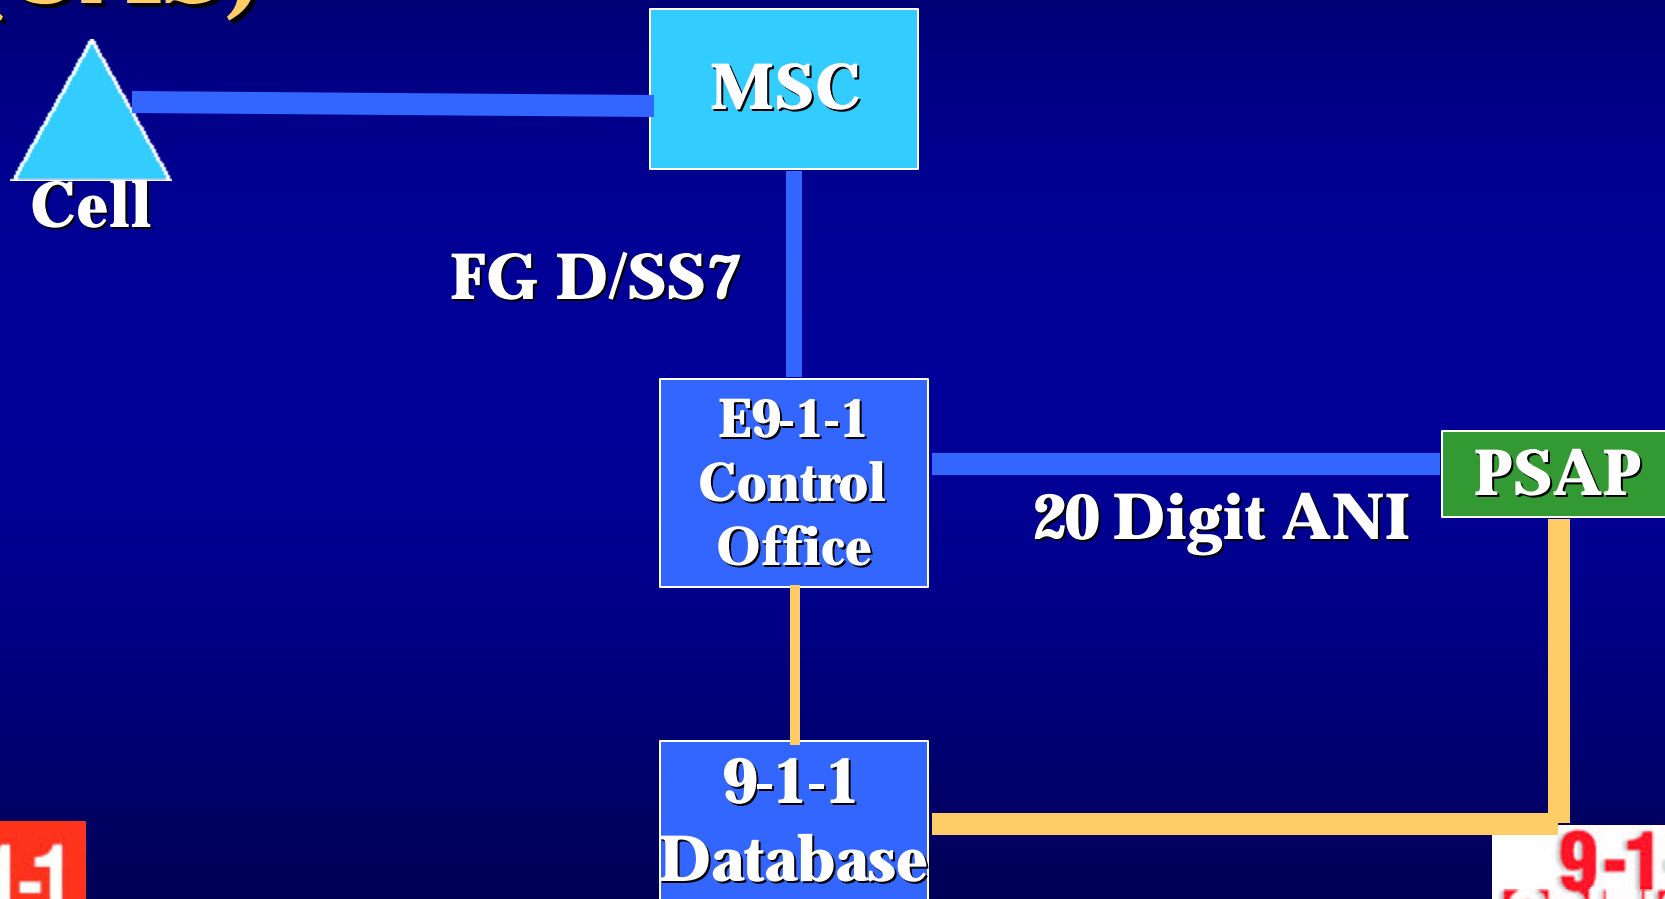 MSC
Cell
FG D/SS7
E9-1-1
Control
Office
PSAP
20 Digit ANI
9-1-1
Database